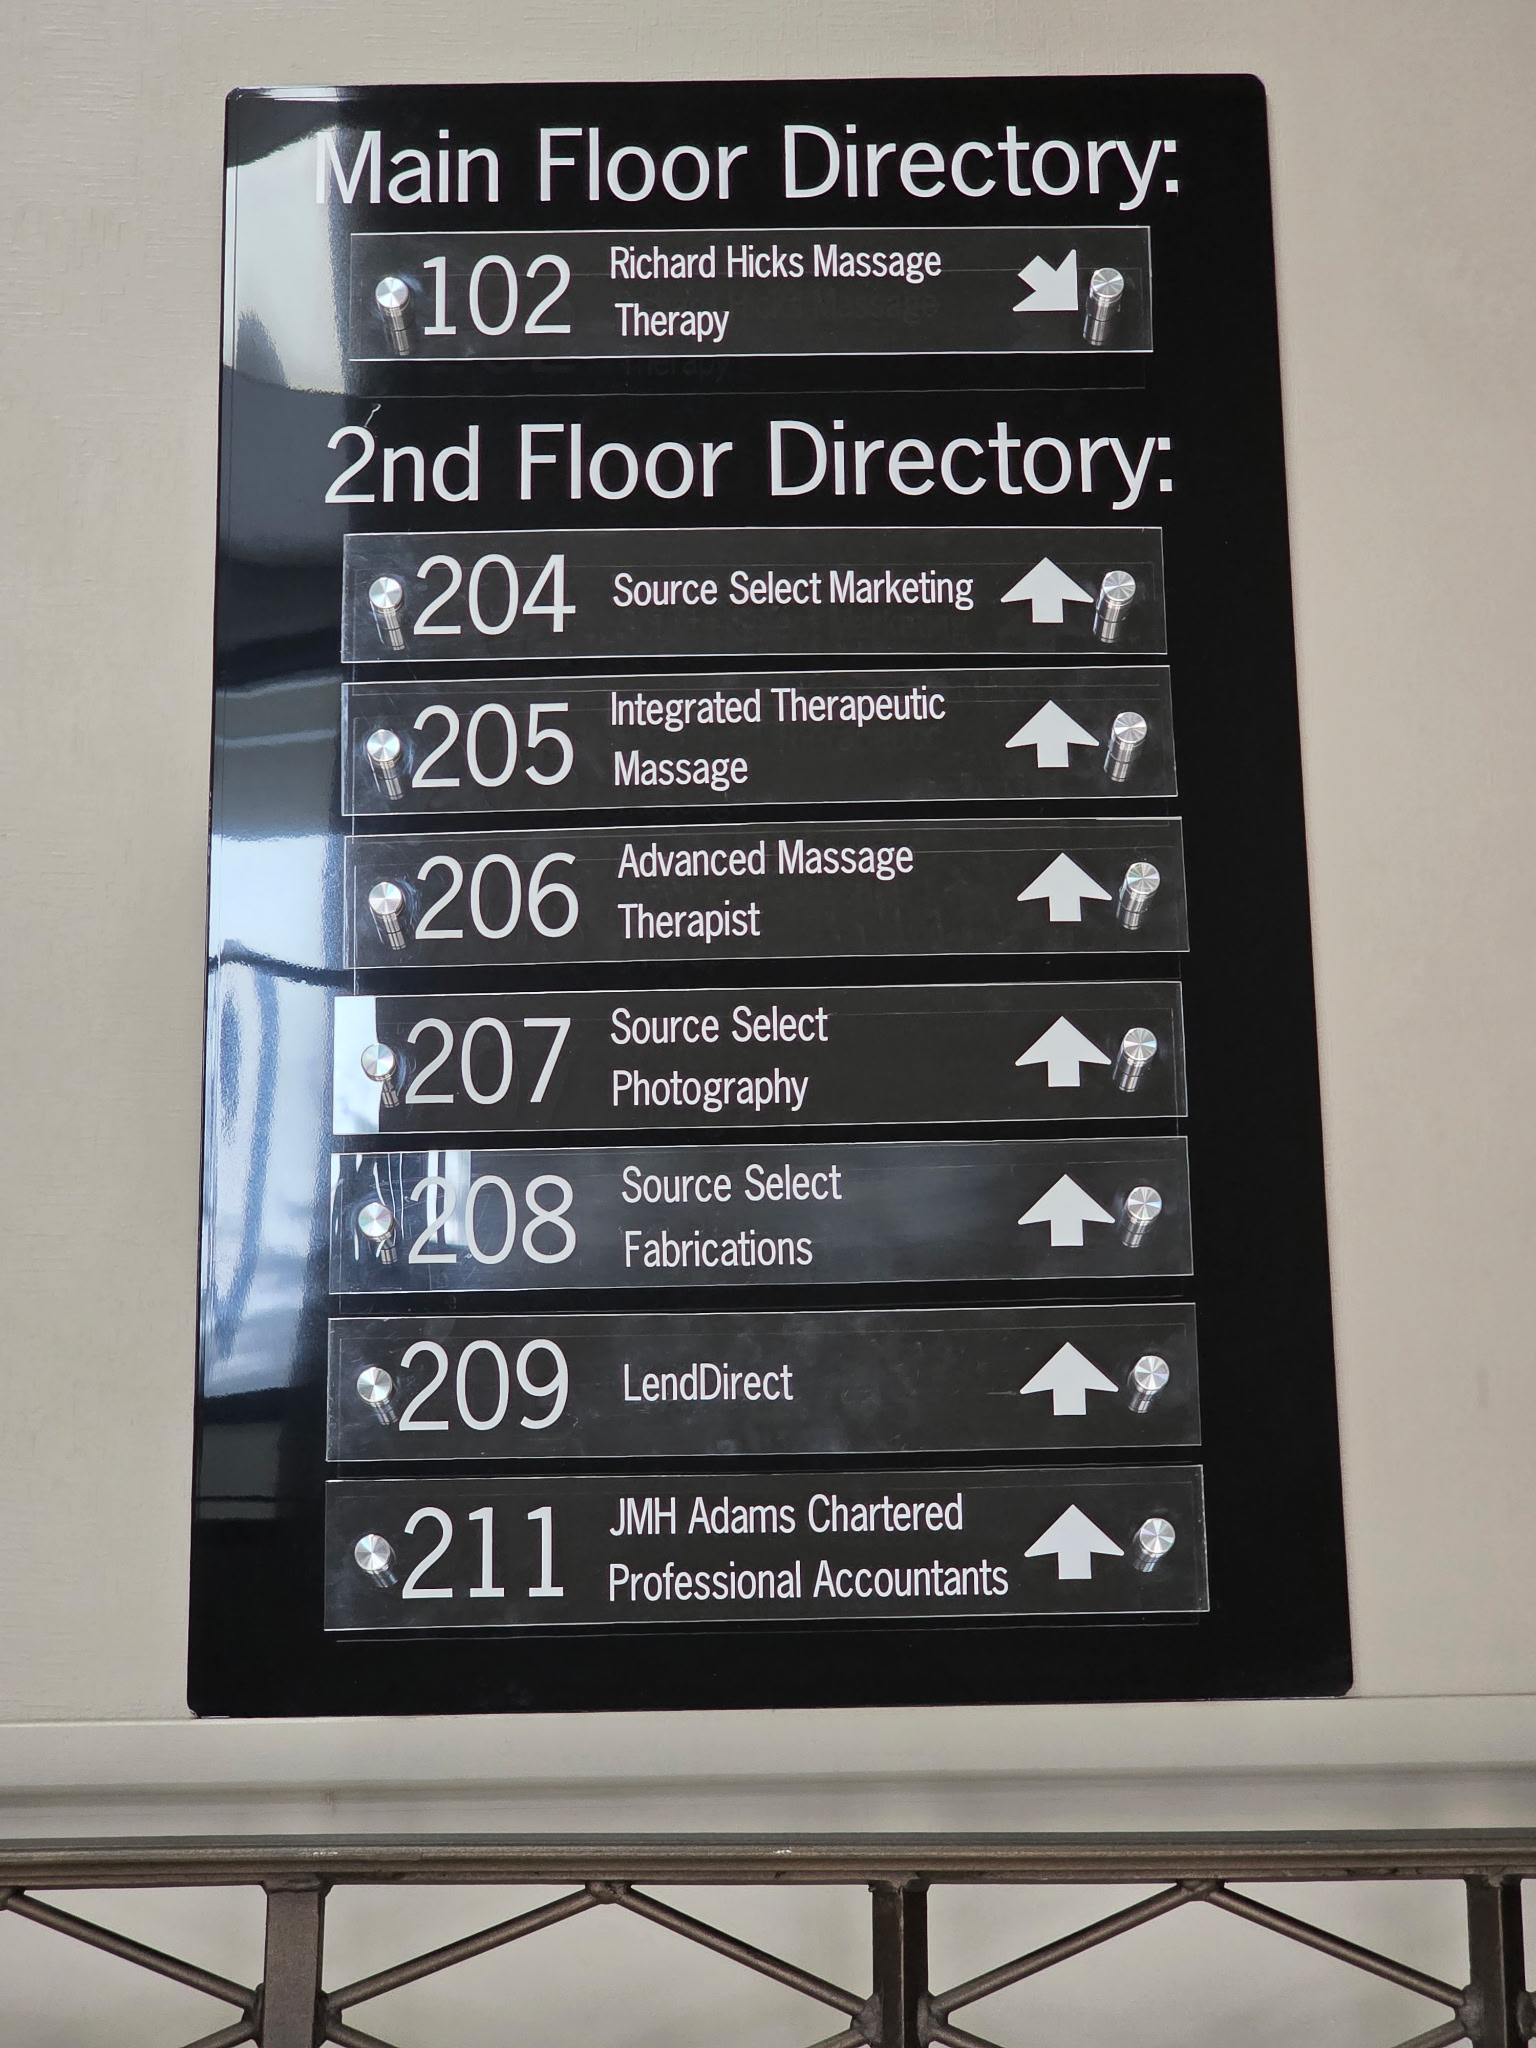 Main Floor Directory:
102 Richard Hicks Massage
Therapy
2nd Floor Directory:
204 Source Select Marketing
205 Integrated Therapeutic
Massage
206 Advanced Massage
Therapist
207 Source Select
Photography
208 Source Select
Fabrications
209 LendDirect
211 JMH Adams Chartered
Professional Accountants